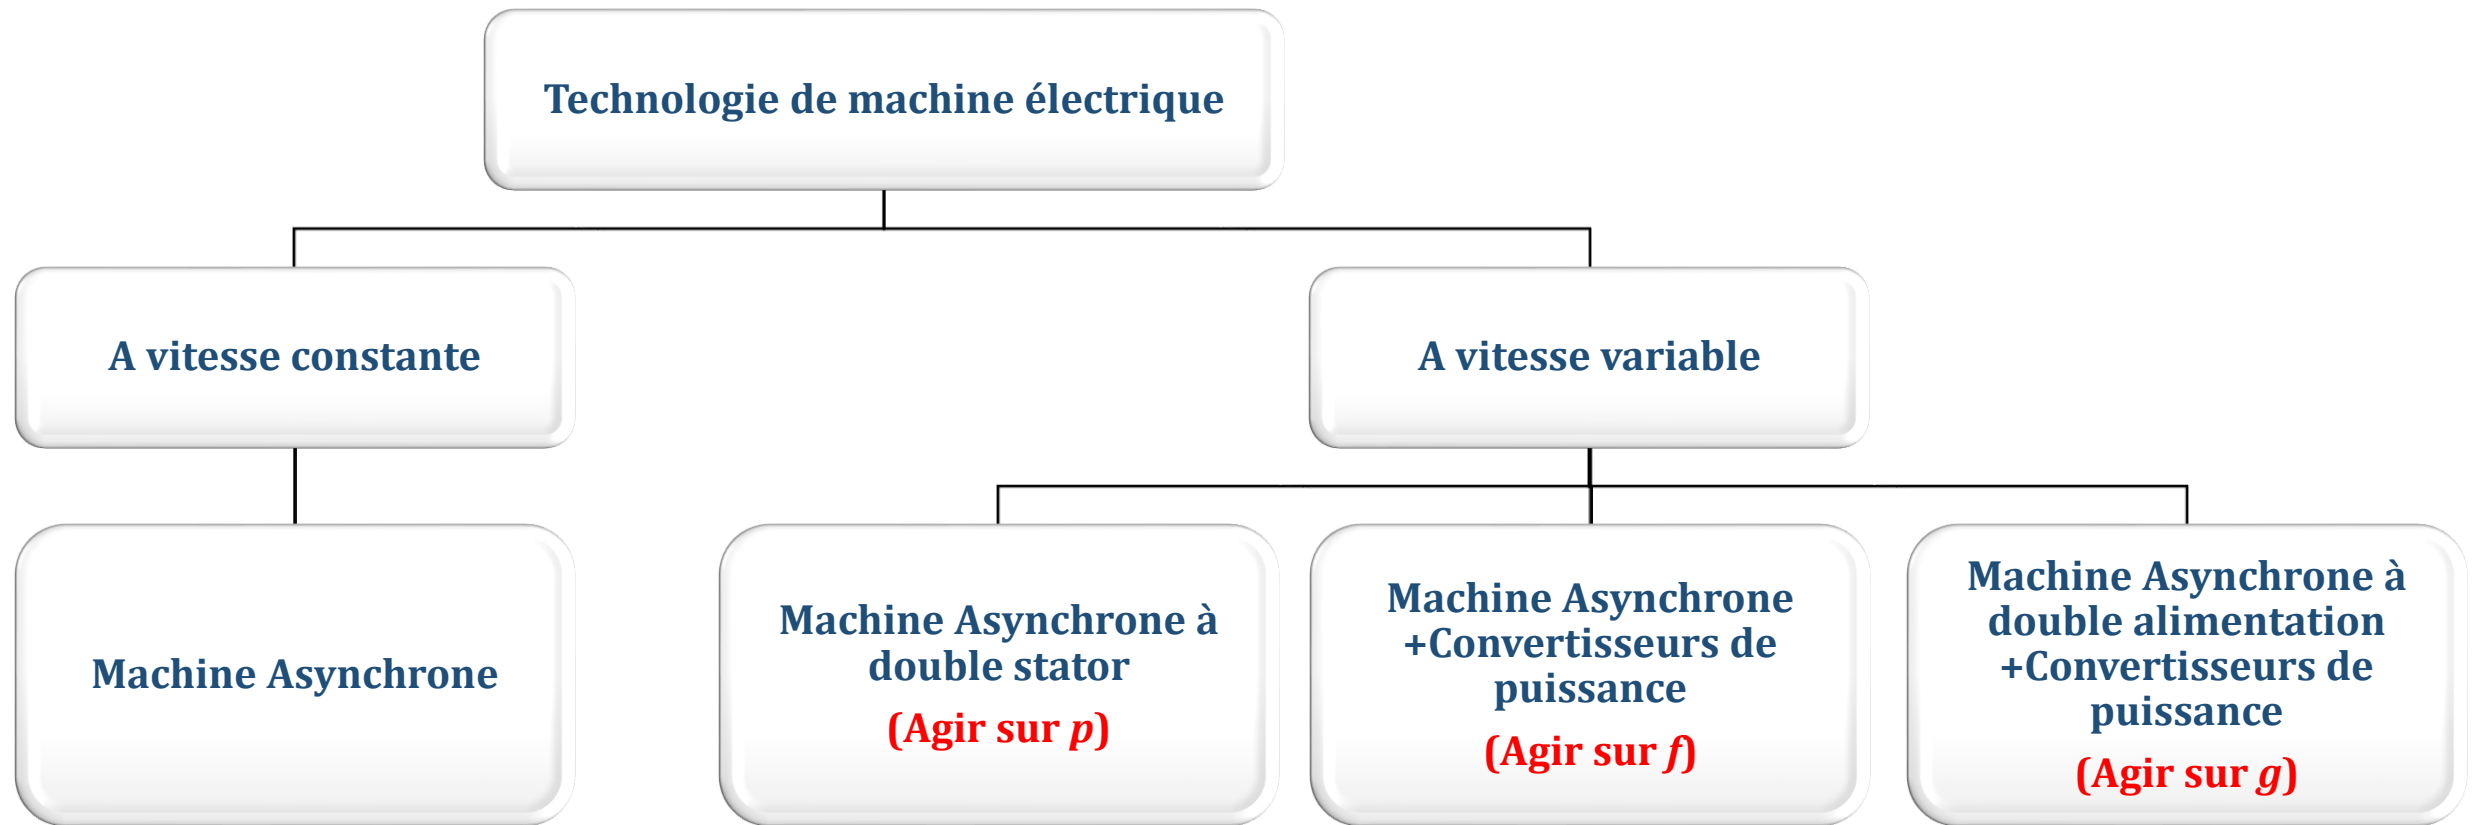 Technologie de machine électrique
A vitesse constante
A vitesse variable
Machine Asynchrone
Machine Asynchrone à
double stator
(Agir sur p)
Machine Asynchrone
+Convertisseurs de
puissance
(Agir sur f)
Machine Asynchrone à
double alimentation
+Convertisseurs de
puissance
(Agir sur g)